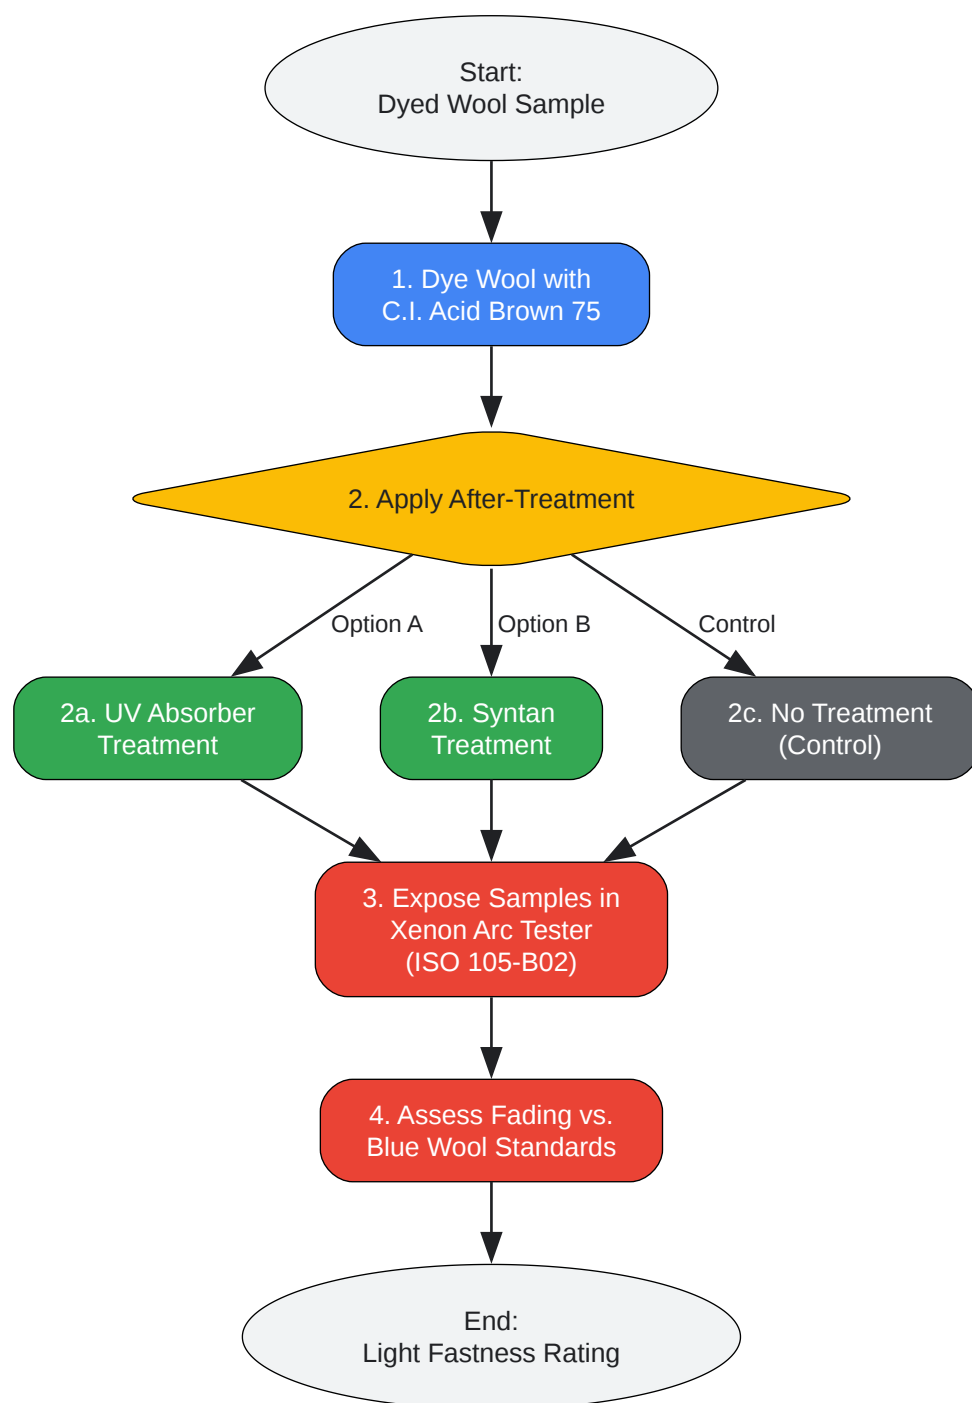 Start:
Dyed Wool Sample
1. Dye Wool with
C.I. Acid Brown 75
2. Apply After-Treatment
Option A
Option B
Control
2a. UV Absorber
Treatment
2b. Syntan
Treatment
2c. No Treatment
(Control)
3. Expose Samples in
Xenon Arc Tester
(ISO 105-B02)
4. Assess Fading vs.
Blue Wool Standards
End:
Light Fastness Rating